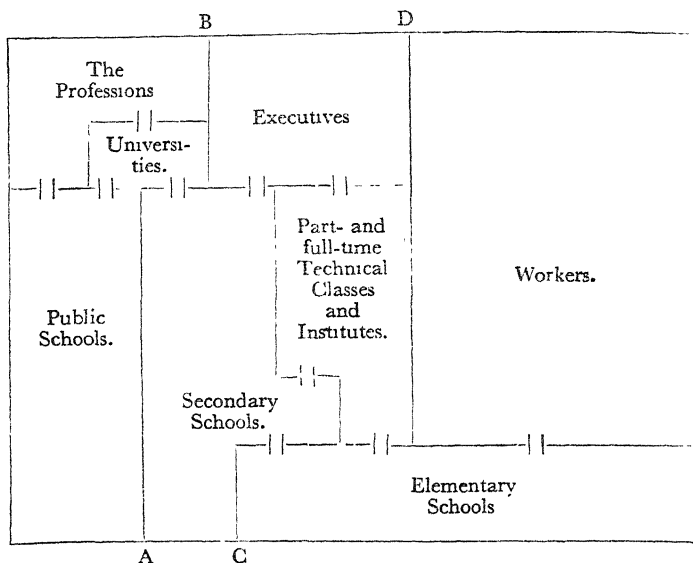 B
D
The
Professions
Executives
Universi-
ties.
Part- and
full-time
Technical
Classes
and
Institutes.
Workers.
Public
Schools.
Secondary
Schools.
Elementary
Schools
A
C